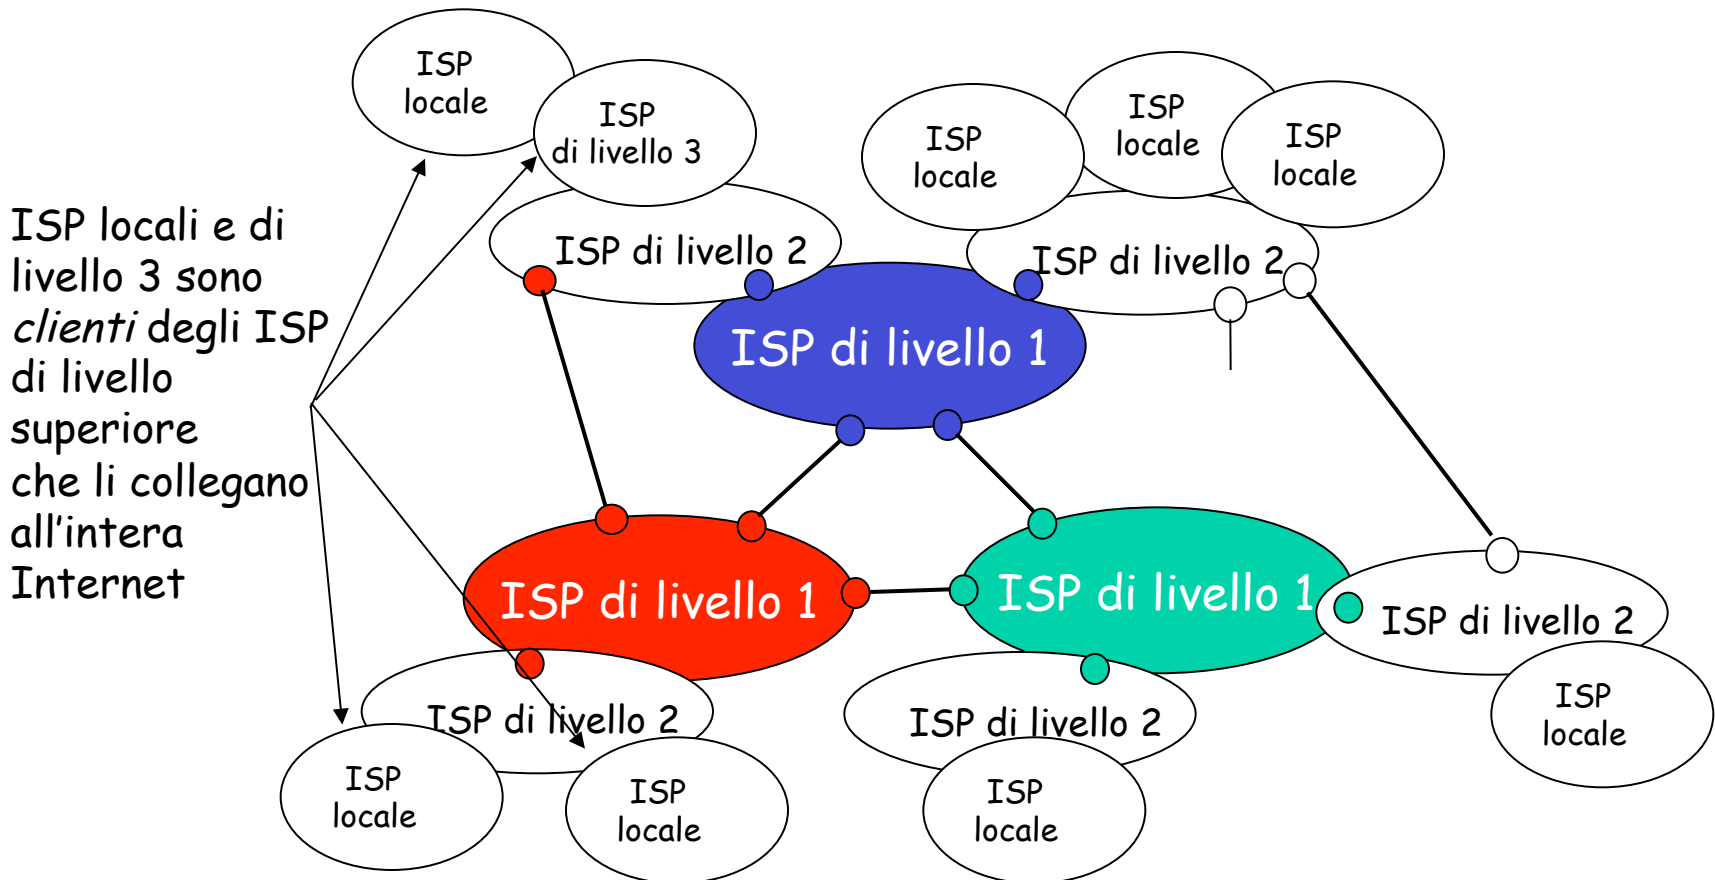 ISP
locale
ISP
di livello 3
ISP
locale
ISP
locale
ISP
locale
ISP locali e di
livello 3 sono
clienti degli ISP
di livello
superiore
che li collegano
all'intera
Internet
ISP di livello 2
ISP di livello 2
ISP di livello 1
ISP di livello 1
ISP di livello 1
ISP di livello 2
ISP di livello 2
ISP di livello 2
ISP
locale
ISP
locale
ISP
locale
ISP
locale